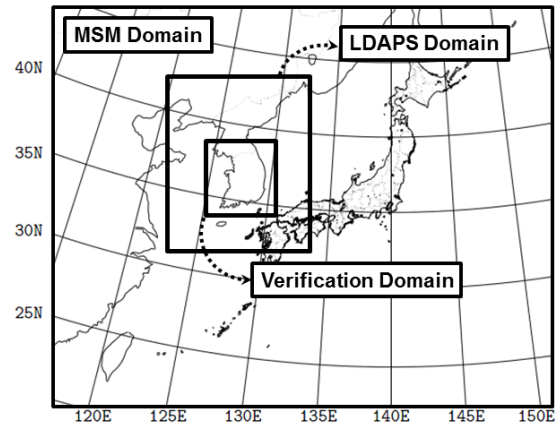 MSM Domain
LDAPS Domain
40N
35N
30N
Verification Domain
25N
120E 125E 130E 135E 140E 145E 150E